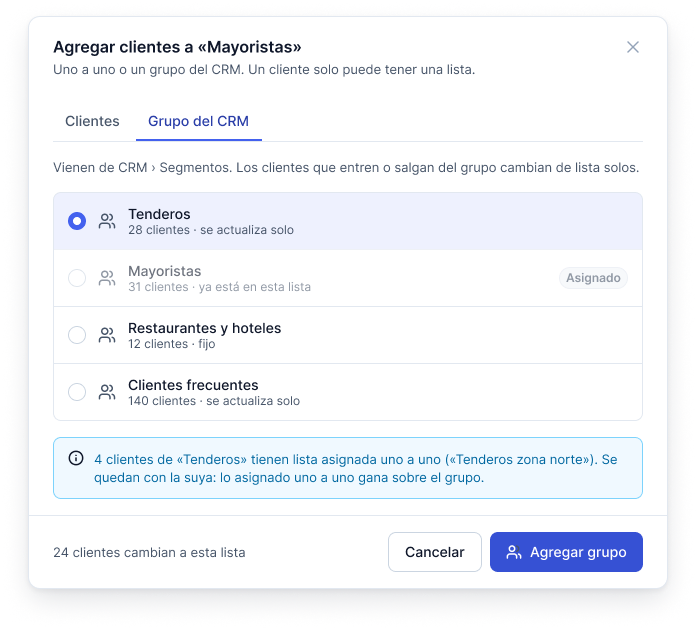 Agregar clientes a «Mayoristas»
Uno a uno o un grupo del CRM. Un cliente solo puede tener una lista.
Clientes
Grupo del CRM
Vienen de CRM › Segmentos. Los clientes que entren o salgan del grupo cambian de lista solos.
Tenderos
28 clientes · se actualiza solo
Mayoristas
31 clientes · ya está en esta lista
Asignado
Restaurantes y hoteles
12 clientes · fijo
Clientes frecuentes
140 clientes · se actualiza solo
4 clientes de «Tenderos» tienen lista asignada uno a uno («Tenderos zona norte»). Se
quedan con la suya: lo asignado uno a uno gana sobre el grupo.
24 clientes cambian a esta lista
Cancelar
Agregar grupo